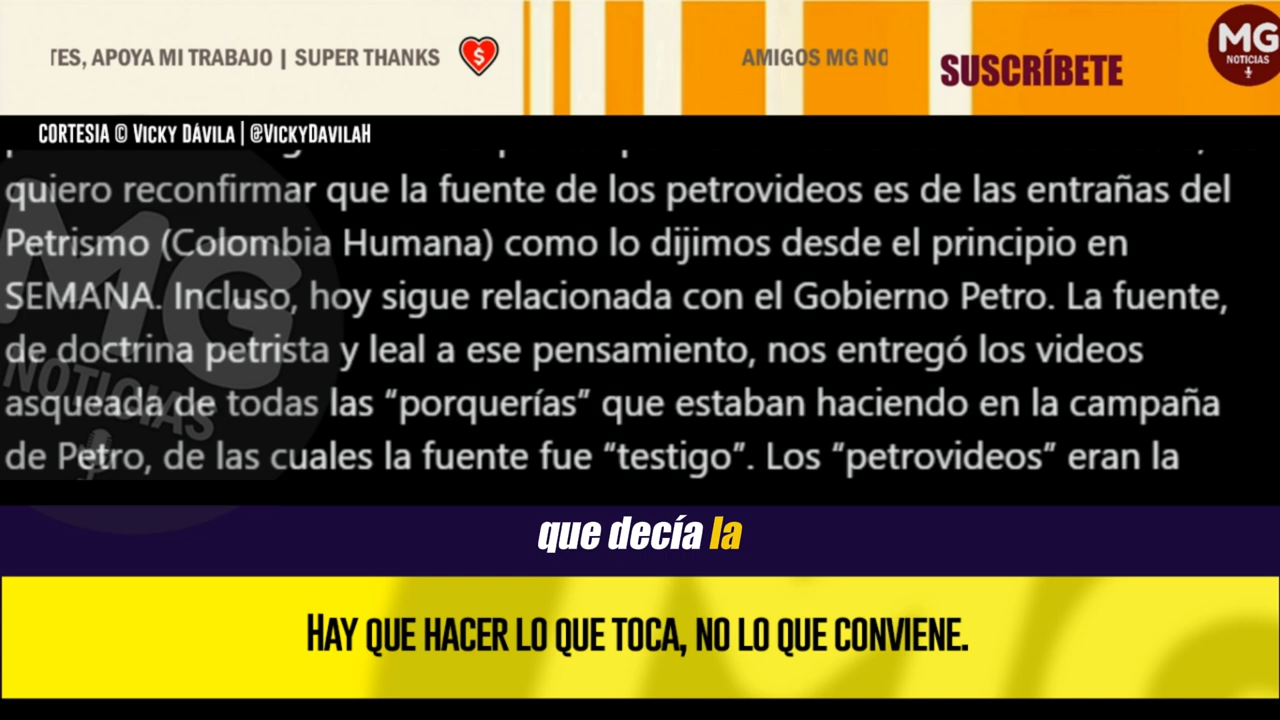 TES, APOYA MI TRABAJO | SUPER THANKS
AMIGOS MG NO
SUSCRÍBETE
MG
NOTICIAS
CORTESIA © VICKY DÁVILA | @VICKYDAVILAH
quiero reconfirmar que la fuente de los petrovideos es de las entrañas del
Petrismo (Colombia Humana) como lo dijimos desde el principio en
SEMANA. Incluso, hoy sigue relacionada con el Gobierno Petro. La fuente,
de doctrina petrista y leal a ese pensamiento, nos entregó los videos
asqueada de todas las “porquerías” que estaban haciendo en la campaña
de Petro, de las cuales la fuente fue “testigo”. Los “petrovideos” eran la
MG
NOTICIAS
que decía la
HAY QUE HACER LO QUE TOCA, NO LO QUE CONVIENE.